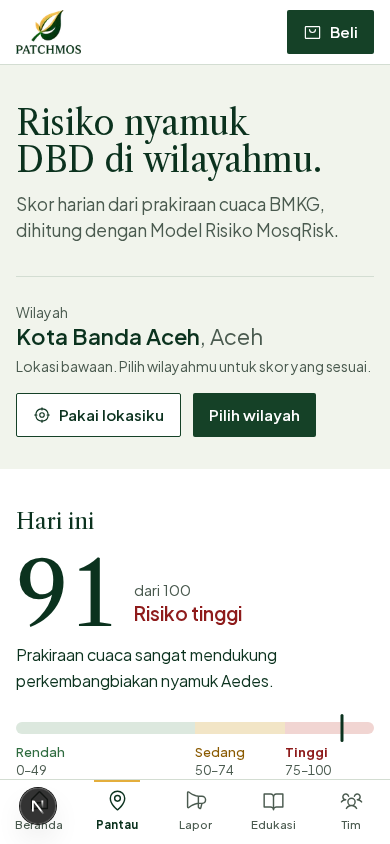 PATCHMOS
Beli
Risiko nyamuk
DBD di wilayahmu.
Skor harian dari prakiraan cuaca BMKG,
dihitung dengan Model Risiko MosqRisk.
Wilayah
Kota Banda Aceh, Aceh
Lokasi bawaan. Pilih wilayahmu untuk skor yang sesuai.
Pakai lokasiku
Pilih wilayah
Hari ini
91
dari 100
Risiko tinggi
Prakiraan cuaca sangat mendukung
perkembangbiakan nyamuk Aedes.
Rendah Sedang Tinggi
0–49 50–74 75–100
N
Beranda Pantau Lapor Edukasi Tim